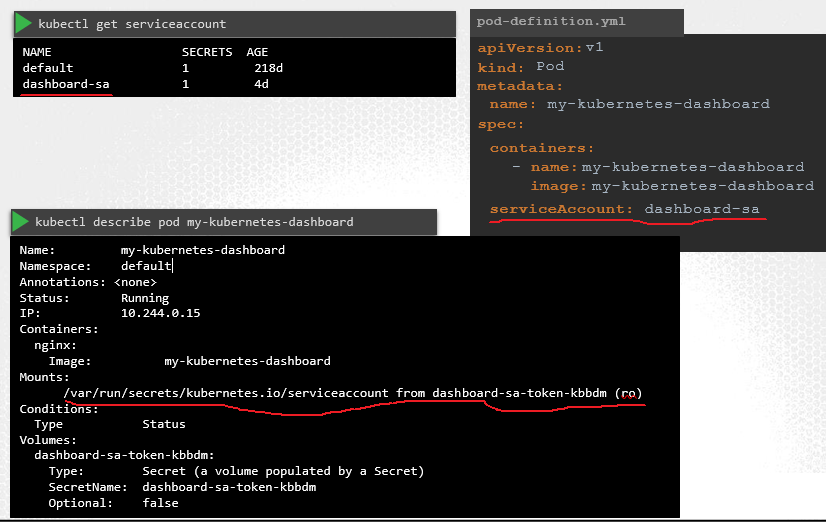 kubectl get serviceaccount
NAME SECRETS AGE
default 1 218d
dashboard-sa 1 4d
pod-definition.yml
apiVersion: v1
kind: Pod
metadata:
name: my-kubernetes-dashboard
spec:
containers:
- name: my-kubernetes-dashboard
image: my-kubernetes-dashboard
serviceAccount: dashboard-sa
kubectl describe pod my-kubernetes-dashboard
Name: my-kubernetes-dashboard
Namespace: default
Annotations: <none>
Status: Running
IP: 10.244.0.15
Containers:
nginx:
Image: my-kubernetes-dashboard
Mounts:
/var/run/secrets/kubernetes.io/serviceaccount from dashboard-sa-token-kbbdm (ro)
Conditions:
Type Status
Volumes:
dashboard-sa-token-kbbdm:
Type: Secret (a volume populated by a Secret)
SecretName: dashboard-sa-token-kbbdm
Optional: false